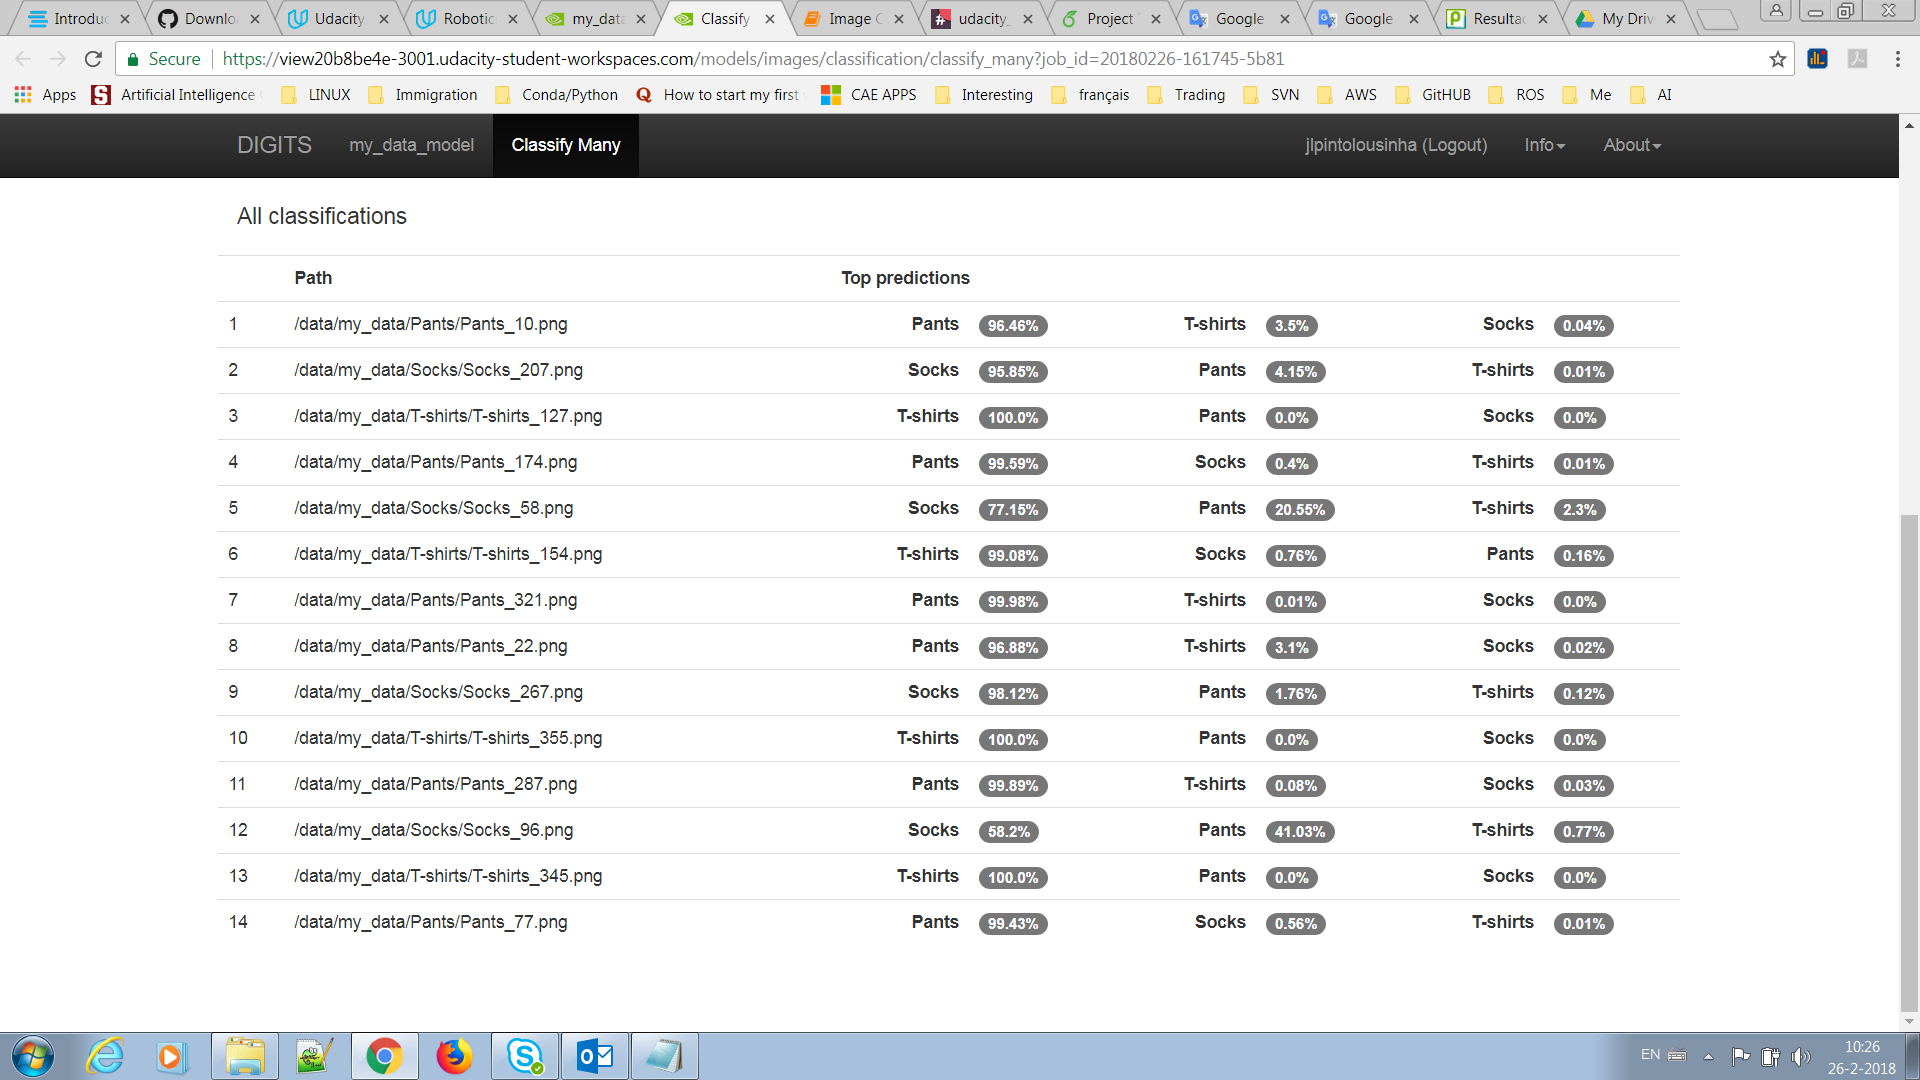 Introduc Downlo Udacity Robotic my_data Classify Image C udacity_ Project Google Google Resultad My Driv
Secure https://view20b8be4e-3001.udacity-student-workspaces.com/models/images/classification/classify_many?job_id=20180226-161745-5b81
Apps Artificial Intelligence LINUX Immigration Conda/Python How to start my first CAE APPS Interesting français Trading SVN AWS GitHUB ROS Me AI
DIGITS my_data_model Classify Many jlpintolousinha (Logout) Info About
All classifications
Path Top predictions
1 /data/my_data/Pants/Pants_10.png Pants 96.46% T-shirts 3.5% Socks 0.04%
2 /data/my_data/Socks/Socks_207.png Socks 95.85% Pants 4.15% T-shirts 0.01%
3 /data/my_data/T-shirts/T-shirts_127.png T-shirts 100.0% Pants 0.0% Socks 0.0%
4 /data/my_data/Pants/Pants_174.png Pants 99.59% Socks 0.4% T-shirts 0.01%
5 /data/my_data/Socks/Socks_58.png Socks 77.15% Pants 20.55% T-shirts 2.3%
6 /data/my_data/T-shirts/T-shirts_154.png T-shirts 99.08% Socks 0.76% Pants 0.16%
7 /data/my_data/Pants/Pants_321.png Pants 99.98% T-shirts 0.01% Socks 0.0%
8 /data/my_data/Pants/Pants_22.png Pants 96.88% T-shirts 3.1% Socks 0.02%
9 /data/my_data/Socks/Socks_267.png Socks 98.12% Pants 1.76% T-shirts 0.12%
10 /data/my_data/T-shirts/T-shirts_355.png T-shirts 100.0% Pants 0.0% Socks 0.0%
11 /data/my_data/Pants/Pants_287.png Pants 99.89% T-shirts 0.08% Socks 0.03%
12 /data/my_data/Socks/Socks_96.png Socks 58.2% Pants 41.03% T-shirts 0.77%
13 /data/my_data/T-shirts/T-shirts_345.png T-shirts 100.0% Pants 0.0% Socks 0.0%
14 /data/my_data/Pants/Pants_77.png Pants 99.43% Socks 0.56% T-shirts 0.01%
EN 10:26
26-2-2018